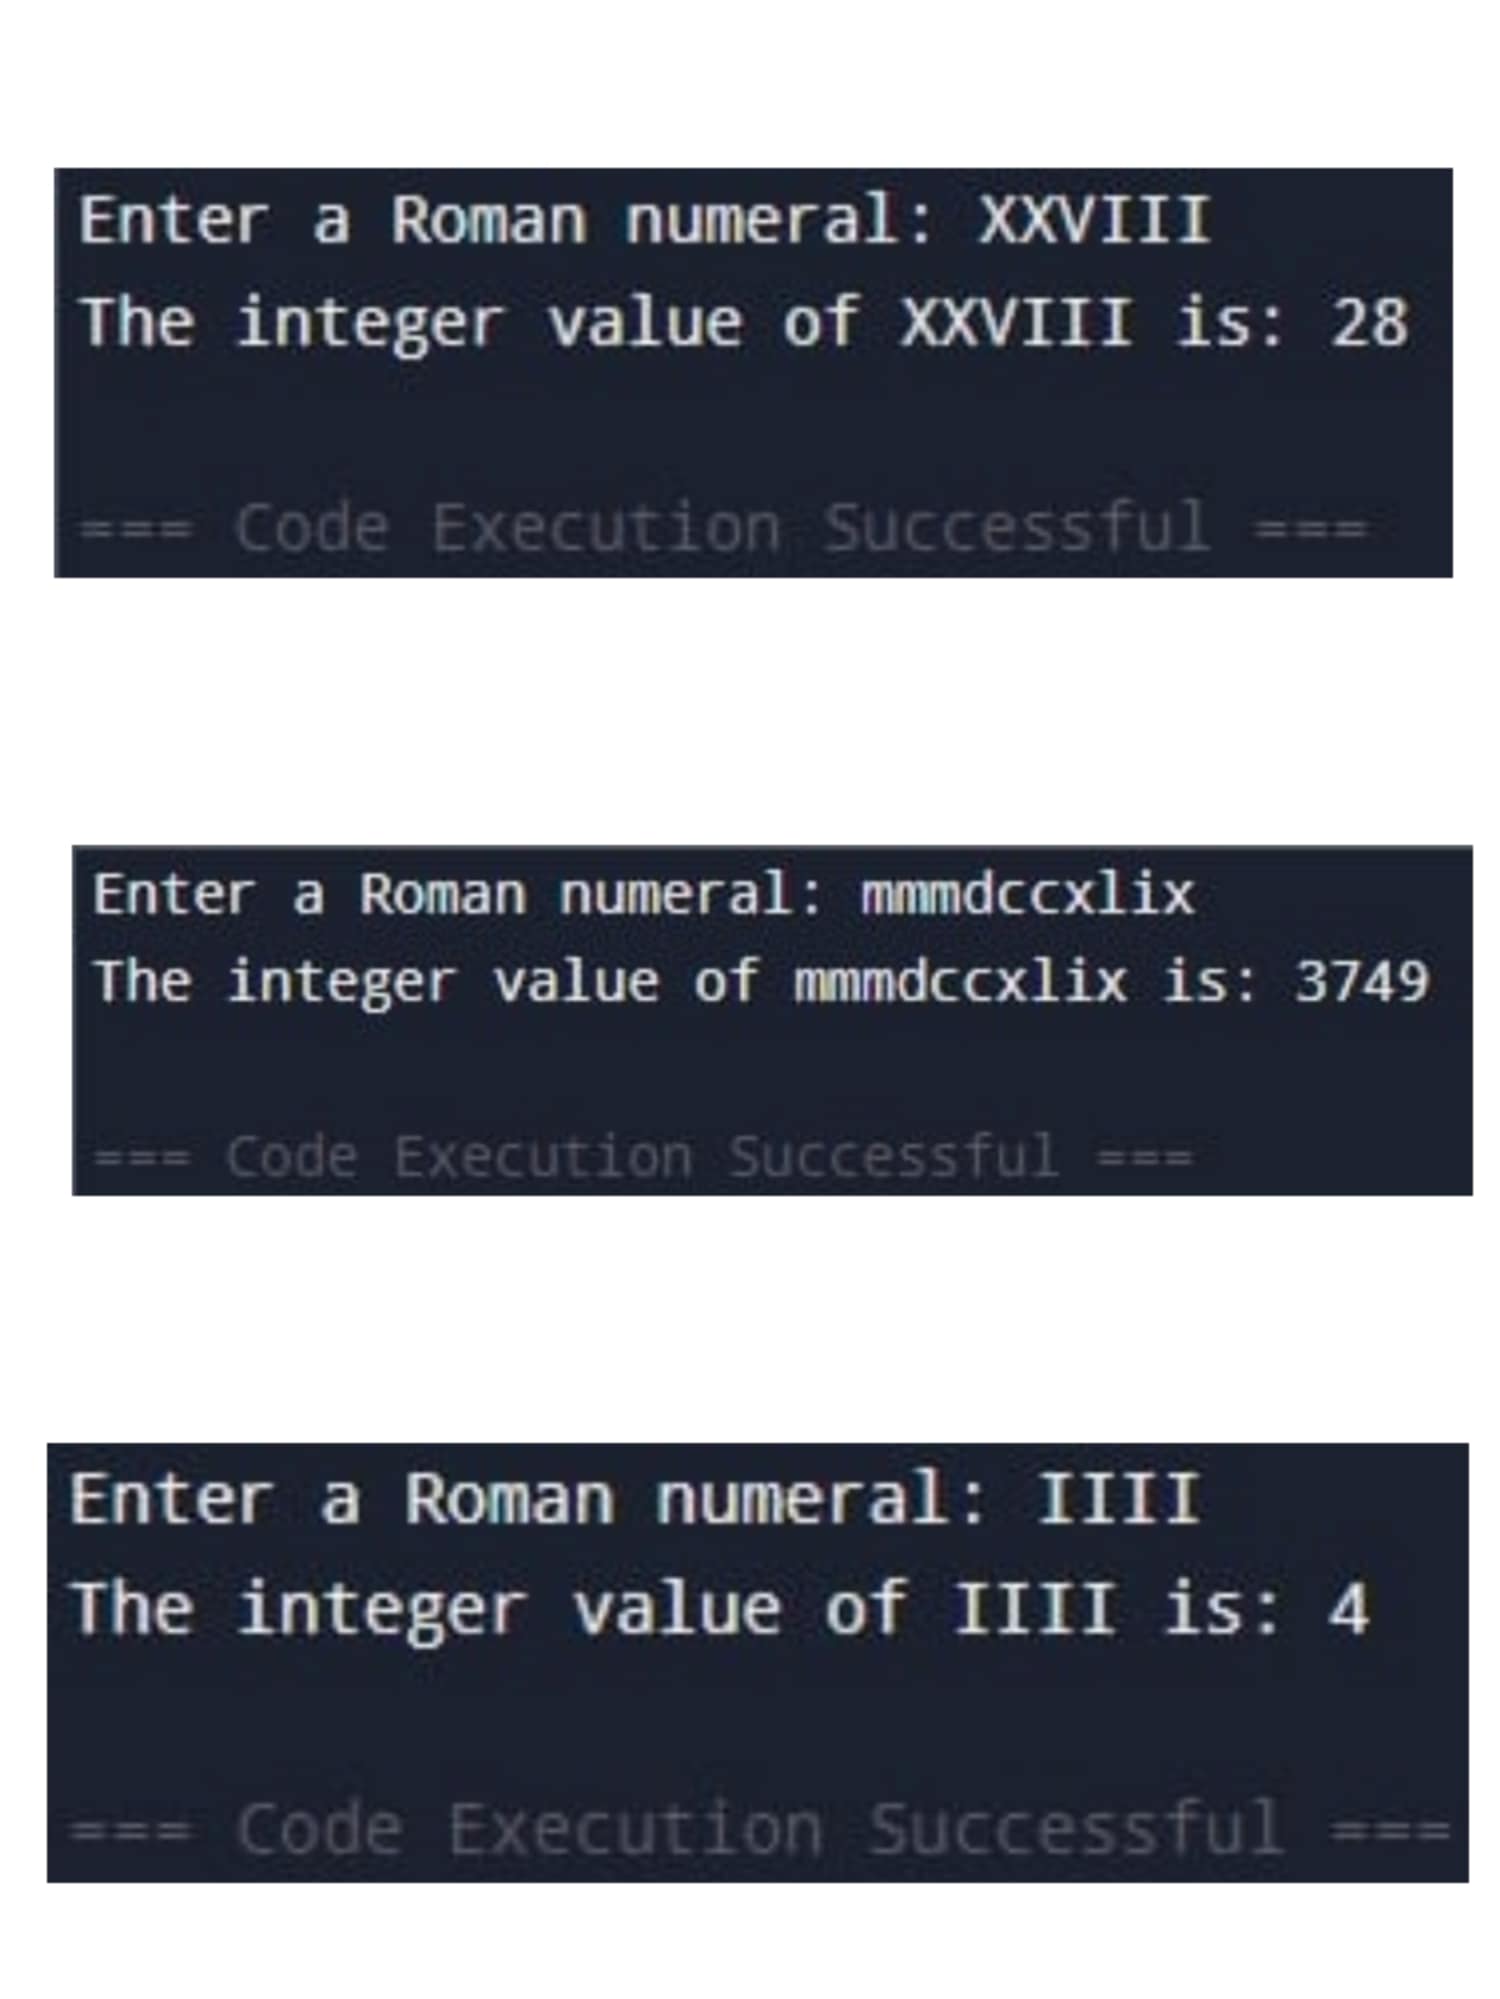 Enter a Roman numeral: XXVIII
The integer value of XXVIII is: 28
=== Code Execution Successful ===
Enter a Roman numeral: mmmdccxlix
The integer value of mmmdccxlix is: 3749
=== Code Execution Successful ===
Enter a Roman numeral: IIII
The integer value of IIII is: 4
=== Code Execution Successful ===